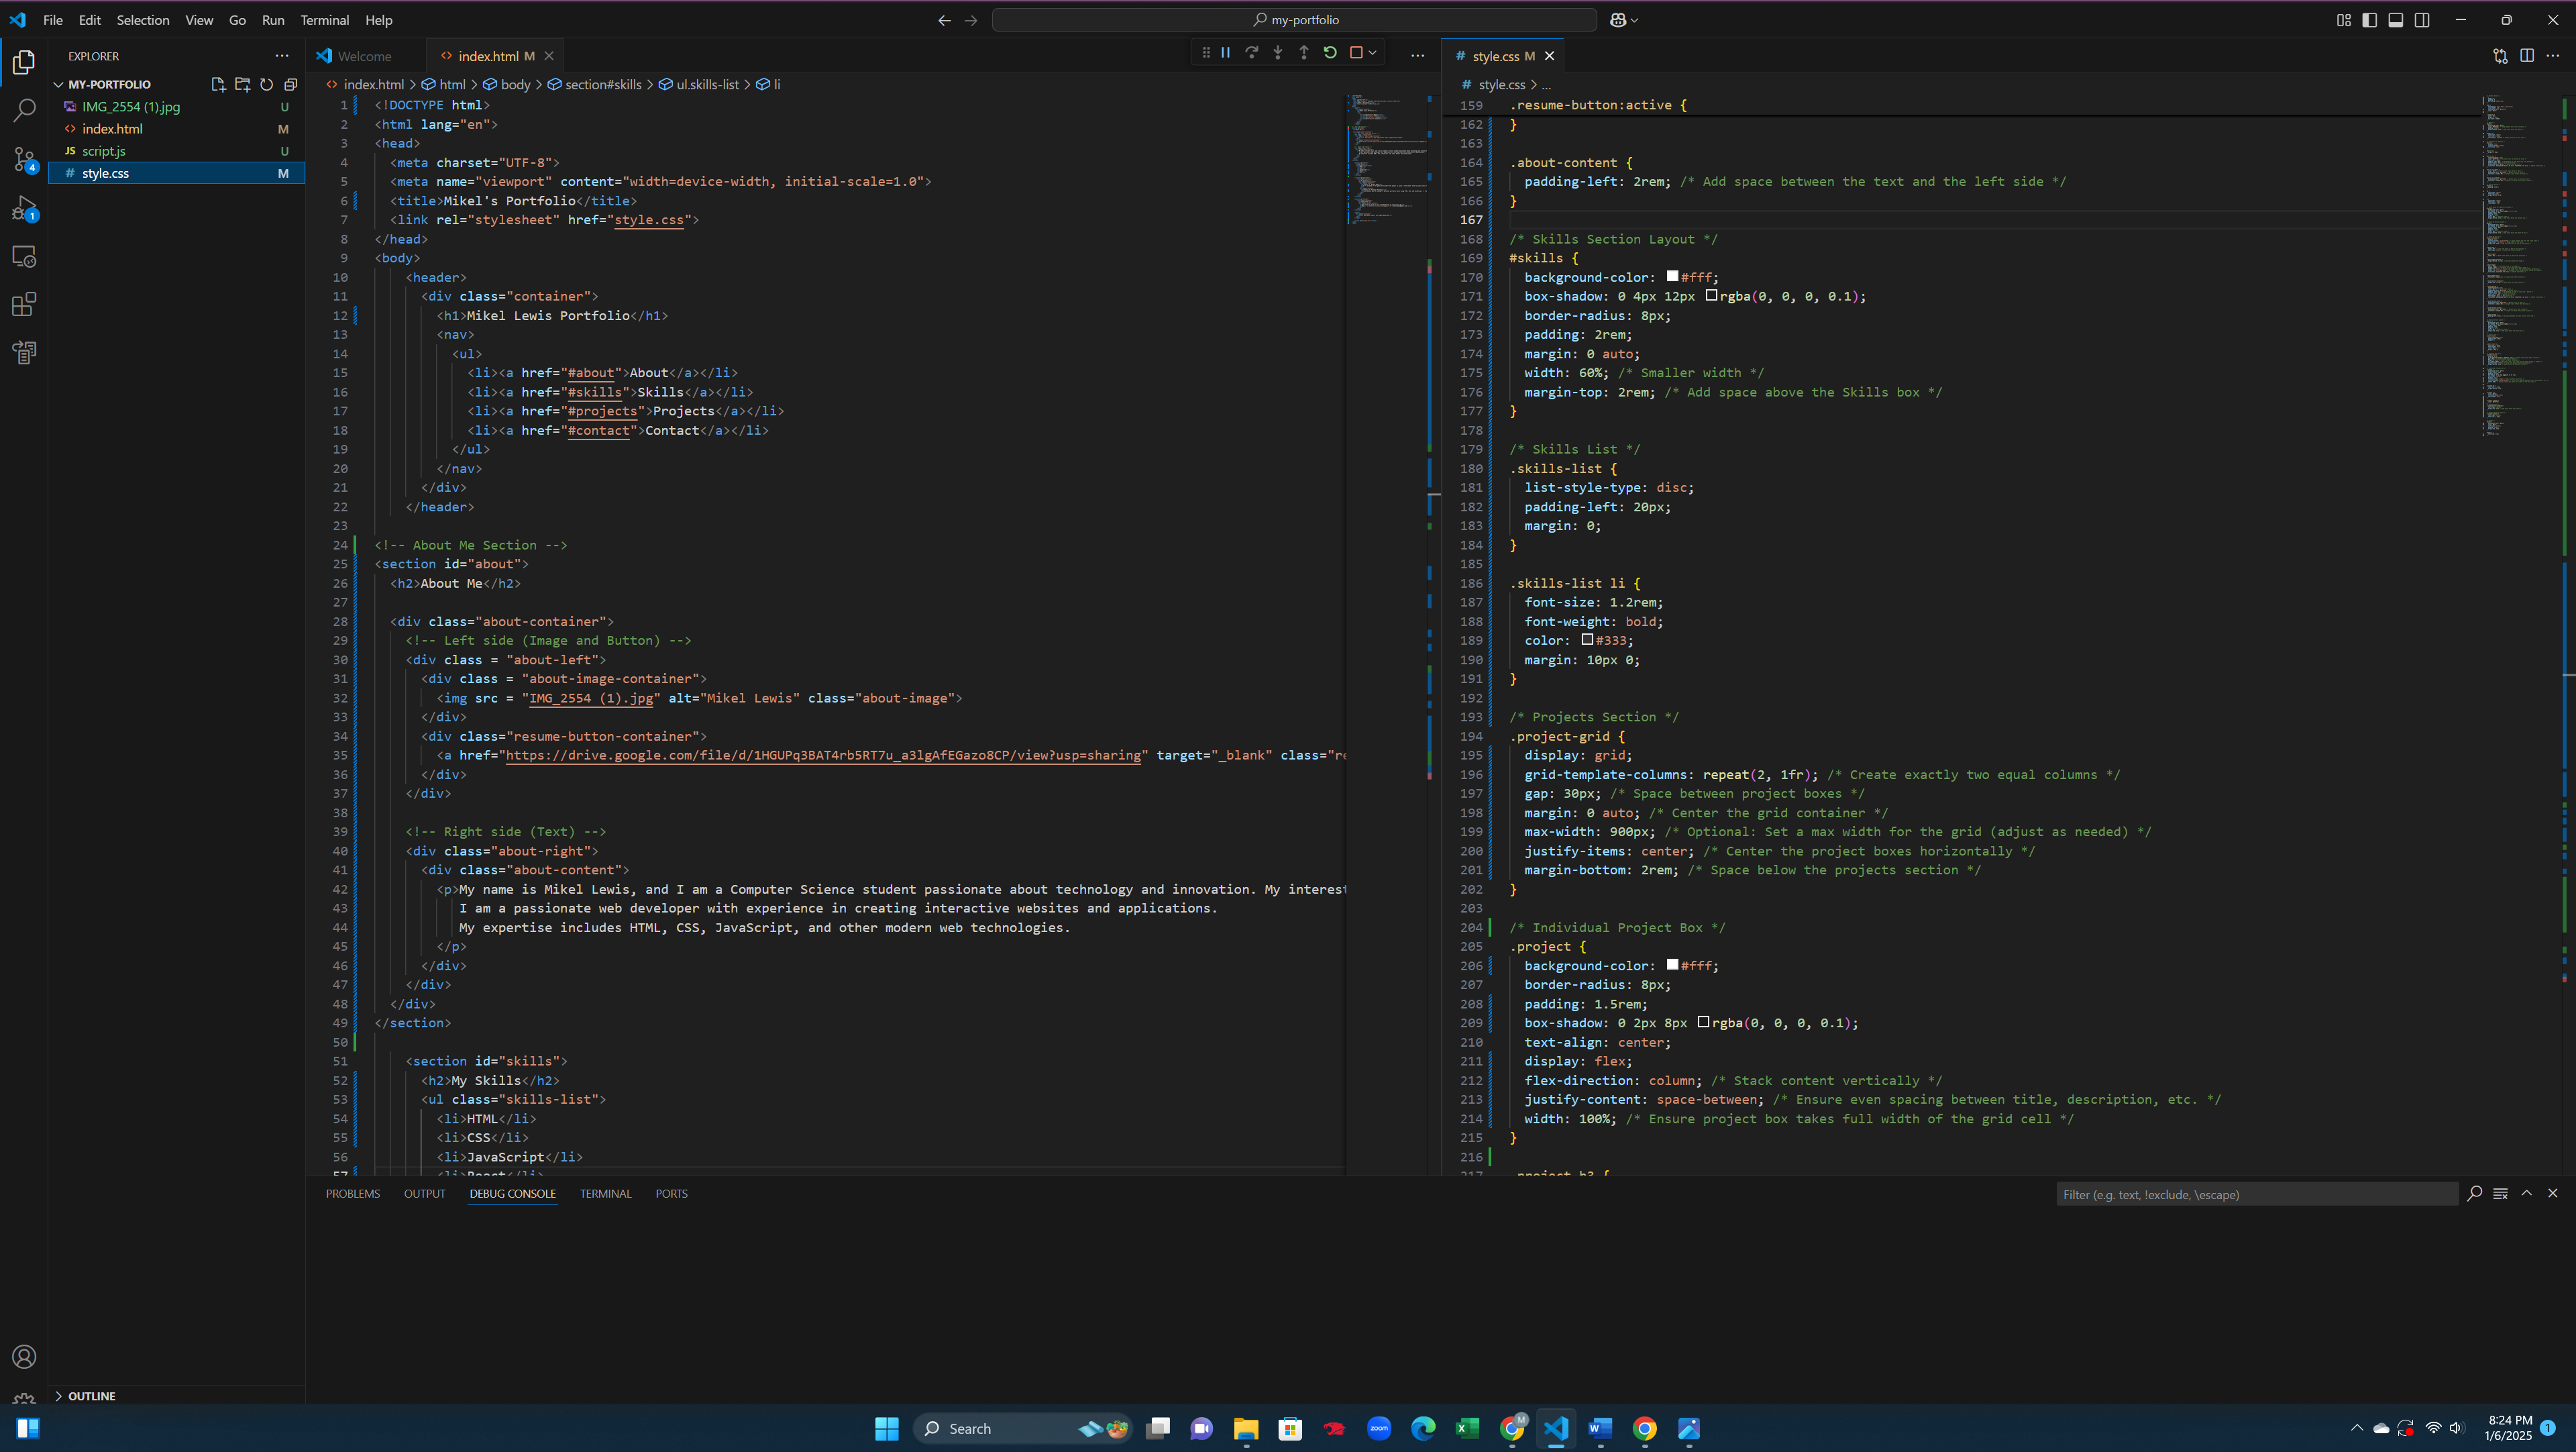 File Edit Selection View Go Run Terminal Help
my-portfolio
EXPLORER
MY-PORTFOLIO
IMG_2554 (1).jpg U
index.html M
JS script.js U
# style.css M
4
1
OUTLINE
Welcome
index.html M
index.html > html > body > section#skills > ul.skills-list > li
1 <!DOCTYPE html>
2 <html lang="en">
3 <head>
4 <meta charset="UTF-8">
5 <meta name="viewport" content="width=device-width, initial-scale=1.0">
6 <title>Mikel's Portfolio</title>
7 <link rel="stylesheet" href="style.css">
8 </head>
9 <body>
10 <header>
11 <div class="container">
12 <h1>Mikel Lewis Portfolio</h1>
13 <nav>
14 <ul>
15 <li><a href="#about">About</a></li>
16 <li><a href="#skills">Skills</a></li>
17 <li><a href="#projects">Projects</a></li>
18 <li><a href="#contact">Contact</a></li>
19 </ul>
20 </nav>
21 </div>
22 </header>
23
24 <!-- About Me Section -->
25 <section id="about">
26 <h2>About Me</h2>
27
28 <div class="about-container">
29 <!-- Left side (Image and Button) -->
30 <div class = "about-left">
31 <div class = "about-image-container">
32 <img src = "IMG_2554 (1).jpg" alt="Mikel Lewis" class="about-image">
33 </div>
34 <div class="resume-button-container">
35 <a href="https://drive.google.com/file/d/1HGUPq3BAT4rb5RT7u_a3lgAfEGazo8CP/view?usp=sharing" target="_blank" class="re
36 </div>
37 </div>
38
39 <!-- Right side (Text) -->
40 <div class="about-right">
41 <div class="about-content">
42 <p>My name is Mikel Lewis, and I am a Computer Science student passionate about technology and innovation. My interest
43 I am a passionate web developer with experience in creating interactive websites and applications.
44 My expertise includes HTML, CSS, JavaScript, and other modern web technologies.
45 </p>
46 </div>
47 </div>
48 </div>
49 </section>
50
51 <section id="skills">
52 <h2>My Skills</h2>
53 <ul class="skills-list">
54 <li>HTML</li>
55 <li>CSS</li>
56 <li>JavaScript</li>
57 <li>React</li>
# style.css M
# style.css > ...
159 .resume-button:active {
162 }
163
164 .about-content {
165 padding-left: 2rem; /* Add space between the text and the left side */
166 }
167
168 /* Skills Section Layout */
169 #skills {
170 background-color: #fff;
171 box-shadow: 0 4px 12px rgba(0, 0, 0, 0.1);
172 border-radius: 8px;
173 padding: 2rem;
174 margin: 0 auto;
175 width: 60%; /* Smaller width */
176 margin-top: 2rem; /* Add space above the Skills box */
177 }
178
179 /* Skills List */
180 .skills-list {
181 list-style-type: disc;
182 padding-left: 20px;
183 margin: 0;
184 }
185
186 .skills-list li {
187 font-size: 1.2rem;
188 font-weight: bold;
189 color: #333;
190 margin: 10px 0;
191 }
192
193 /* Projects Section */
194 .project-grid {
195 display: grid;
196 grid-template-columns: repeat(2, 1fr); /* Create exactly two equal columns */
197 gap: 30px; /* Space between project boxes */
198 margin: 0 auto; /* Center the grid container */
199 max-width: 900px; /* Optional: Set a max width for the grid (adjust as needed) */
200 justify-items: center; /* Center the project boxes horizontally */
201 margin-bottom: 2rem; /* Space below the projects section */
202 }
203
204 /* Individual Project Box */
205 .project {
206 background-color: #fff;
207 border-radius: 8px;
208 padding: 1.5rem;
209 box-shadow: 0 2px 8px rgba(0, 0, 0, 0.1);
210 text-align: center;
211 display: flex;
212 flex-direction: column; /* Stack content vertically */
213 justify-content: space-between; /* Ensure even spacing between title, description, etc. */
214 width: 100%; /* Ensure project box takes full width of the grid cell */
215 }
216
217 .project h3 {
PROBLEMS OUTPUT DEBUG CONSOLE TERMINAL PORTS
Filter (e.g. text, !exclude, \escape)
Search
zoom
M
8:24 PM
1/6/2025
1